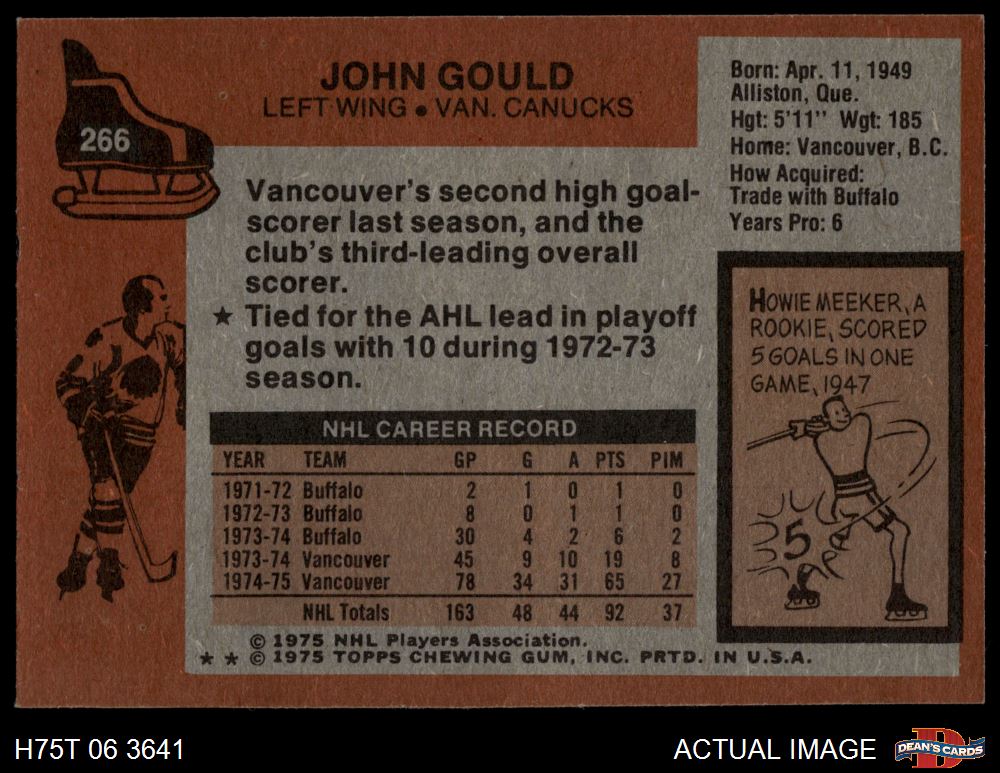 266
JOHN GOULD
LEFT WING • VAN. CANUCKS
Born: Apr. 11, 1949
Alliston, Que.
Hgt: 5'11" Wgt: 185
Home: Vancouver, B.C.
How Acquired:
Trade with Buffalo
Years Pro: 6
Vancouver's second high goal-
scorer last season, and the
club's third-leading overall
scorer.
★ Tied for the AHL lead in playoff
goals with 10 during 1972-73
season.
HOWIE MEEKER, A
ROOKIE, SCORED
5 GOALS IN ONE
GAME, 1947
5
NHL CAREER RECORD
YEAR TEAM GP G A PTS PIM
1971-72 Buffalo 2 1 0 1 0
1972-73 Buffalo 8 0 1 1 0
1973-74 Buffalo 30 4 2 6 2
1973-74 Vancouver 45 9 10 19 8
1974-75 Vancouver 78 34 31 65 27
NHL Totals 163 48 44 92 37
© 1975 NHL Players Association.
★ ★ © 1975 TOPPS CHEWING GUM, INC. PRTD. IN U.S.A.
H75T 06 3641
ACTUAL IMAGE
D
DEAN'S CARDS